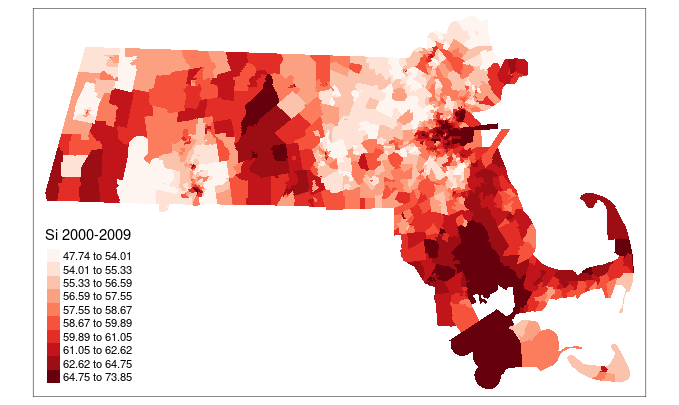 Si 2000-2009
47.74 to 54.01
54.01 to 55.33
55.33 to 56.59
56.59 to 57.55
57.55 to 58.67
58.67 to 59.89
59.89 to 61.05
61.05 to 62.62
62.62 to 64.75
64.75 to 73.85